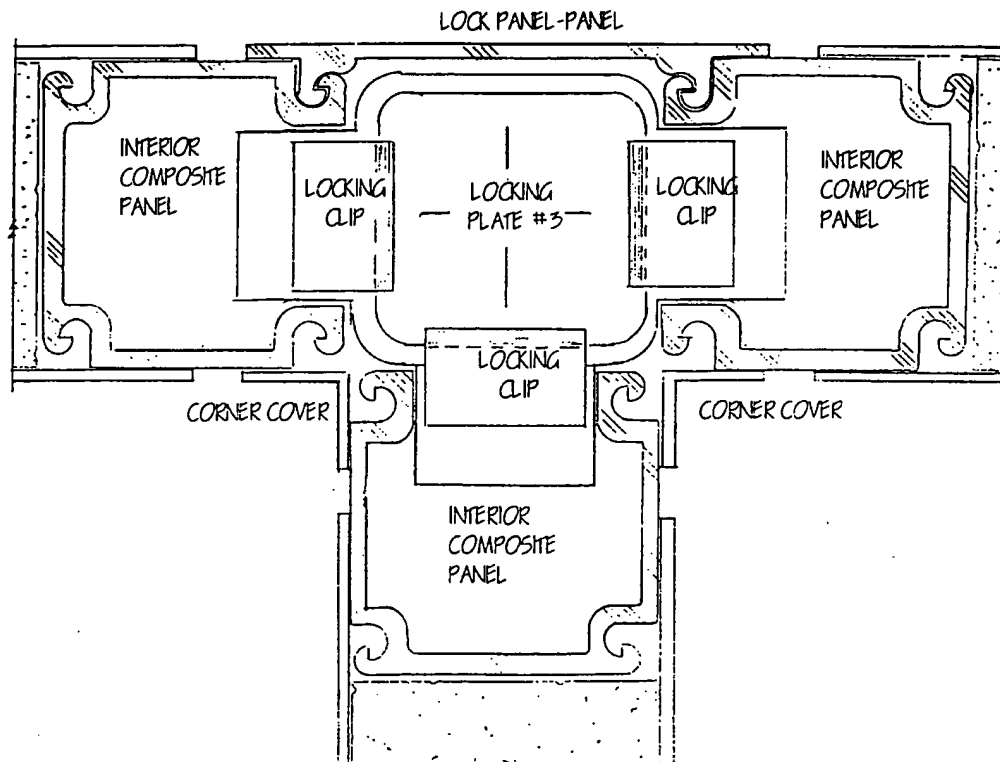 LOCK PANEL-PANEL
INTERIOR
COMPOSITE
PANEL
LOCKING
CLIP
LOCKING
PLATE #3
LOCKING
CLIP
INTERIOR
COMPOSITE
PANEL
LOCKING
CLIP
CORNER COVER
CORNER COVER
INTERIOR
COMPOSITE
PANEL